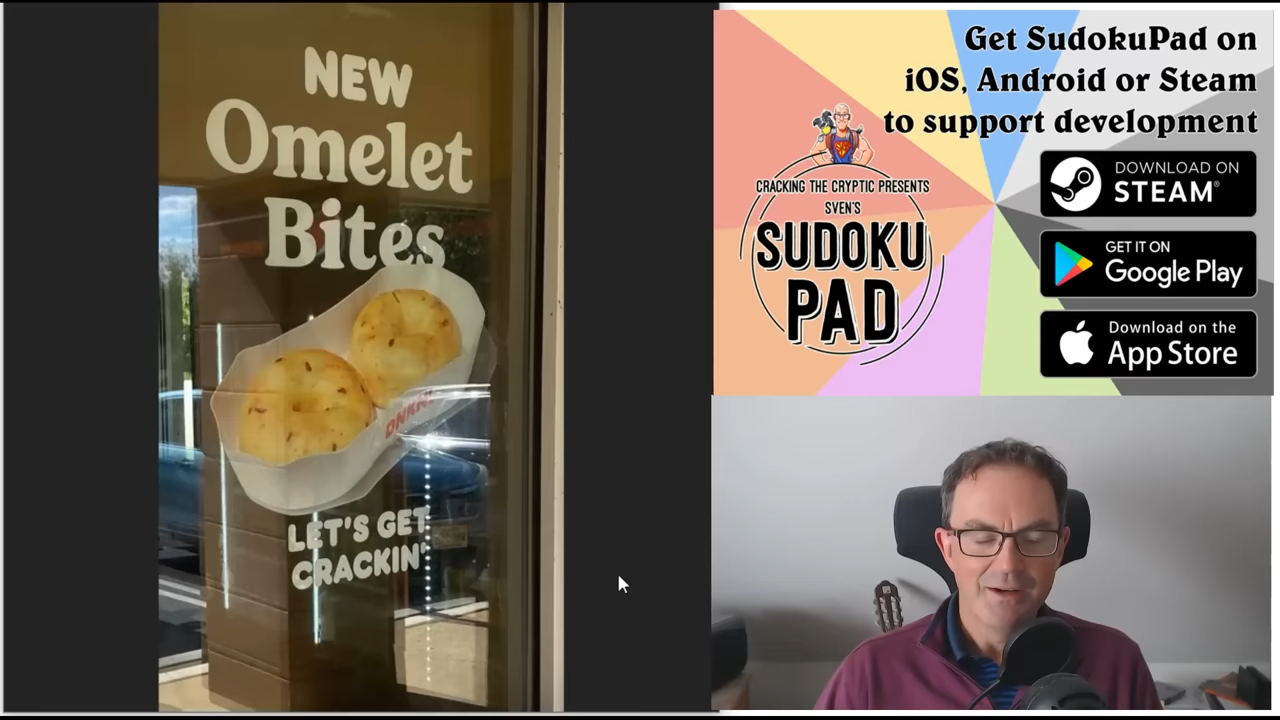 NEW
Omelet
Bites
DNKN'
LET'S GET
CRACKIN'
Get SudokuPad on
iOS, Android or Steam
to support development
CRACKING THE CRYPTIC PRESENTS
SVEN'S
SUDOKU
PAD
DOWNLOAD ON
STEAM®
GET IT ON
Google Play
Download on the
App Store